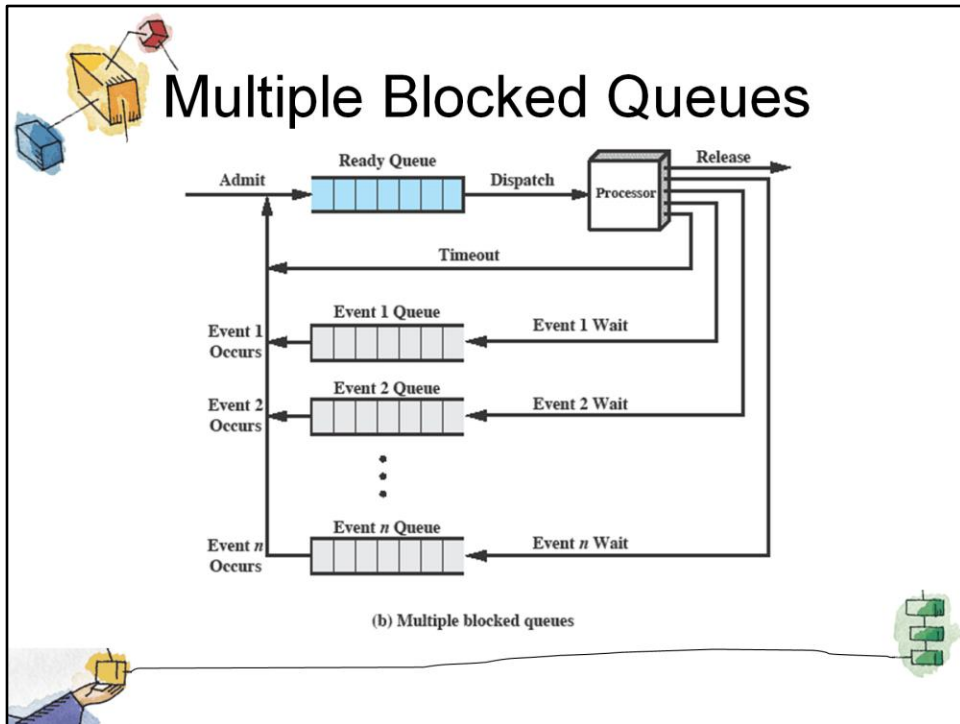 Multiple Blocked Queues
Ready Queue
Release
Admit
Dispatch
Processor
Timeout
Event 1 Queue
Event 1
Occurs
Event 1 Wait
Event 2 Queue
Event 2
Occurs
Event 2 Wait
Event n Queue
Event n
Occurs
Event n Wait
(b) Multiple blocked queues